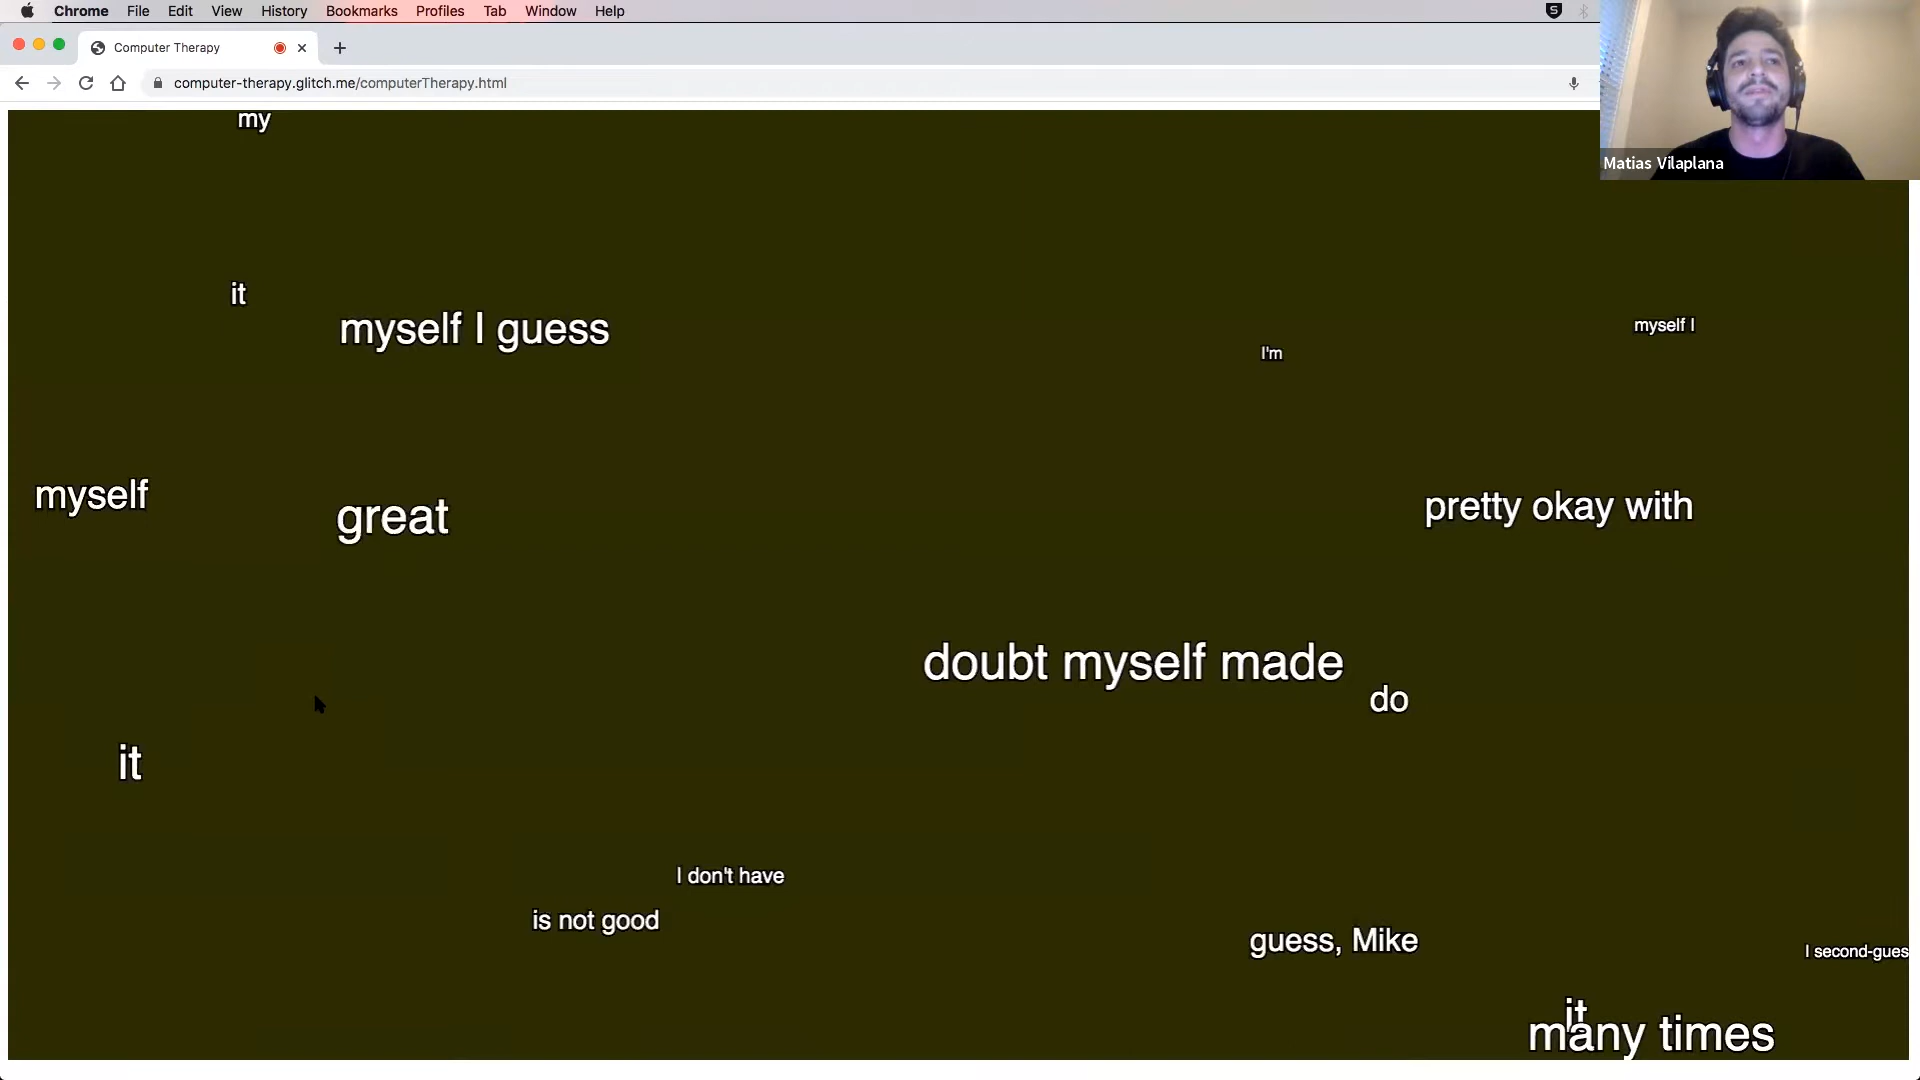 Chrome File Edit View History Bookmarks Profiles Tab Window Help
S
Computer Therapy
computer-therapy.glitch.me/computerTherapy.html
Matias Vilaplana
my
it
myself I guess
myself I
I'm
myself
great
pretty okay with
doubt myself made
do
it
I don't have
is not good
guess, Mike
I second-gues
it
many times